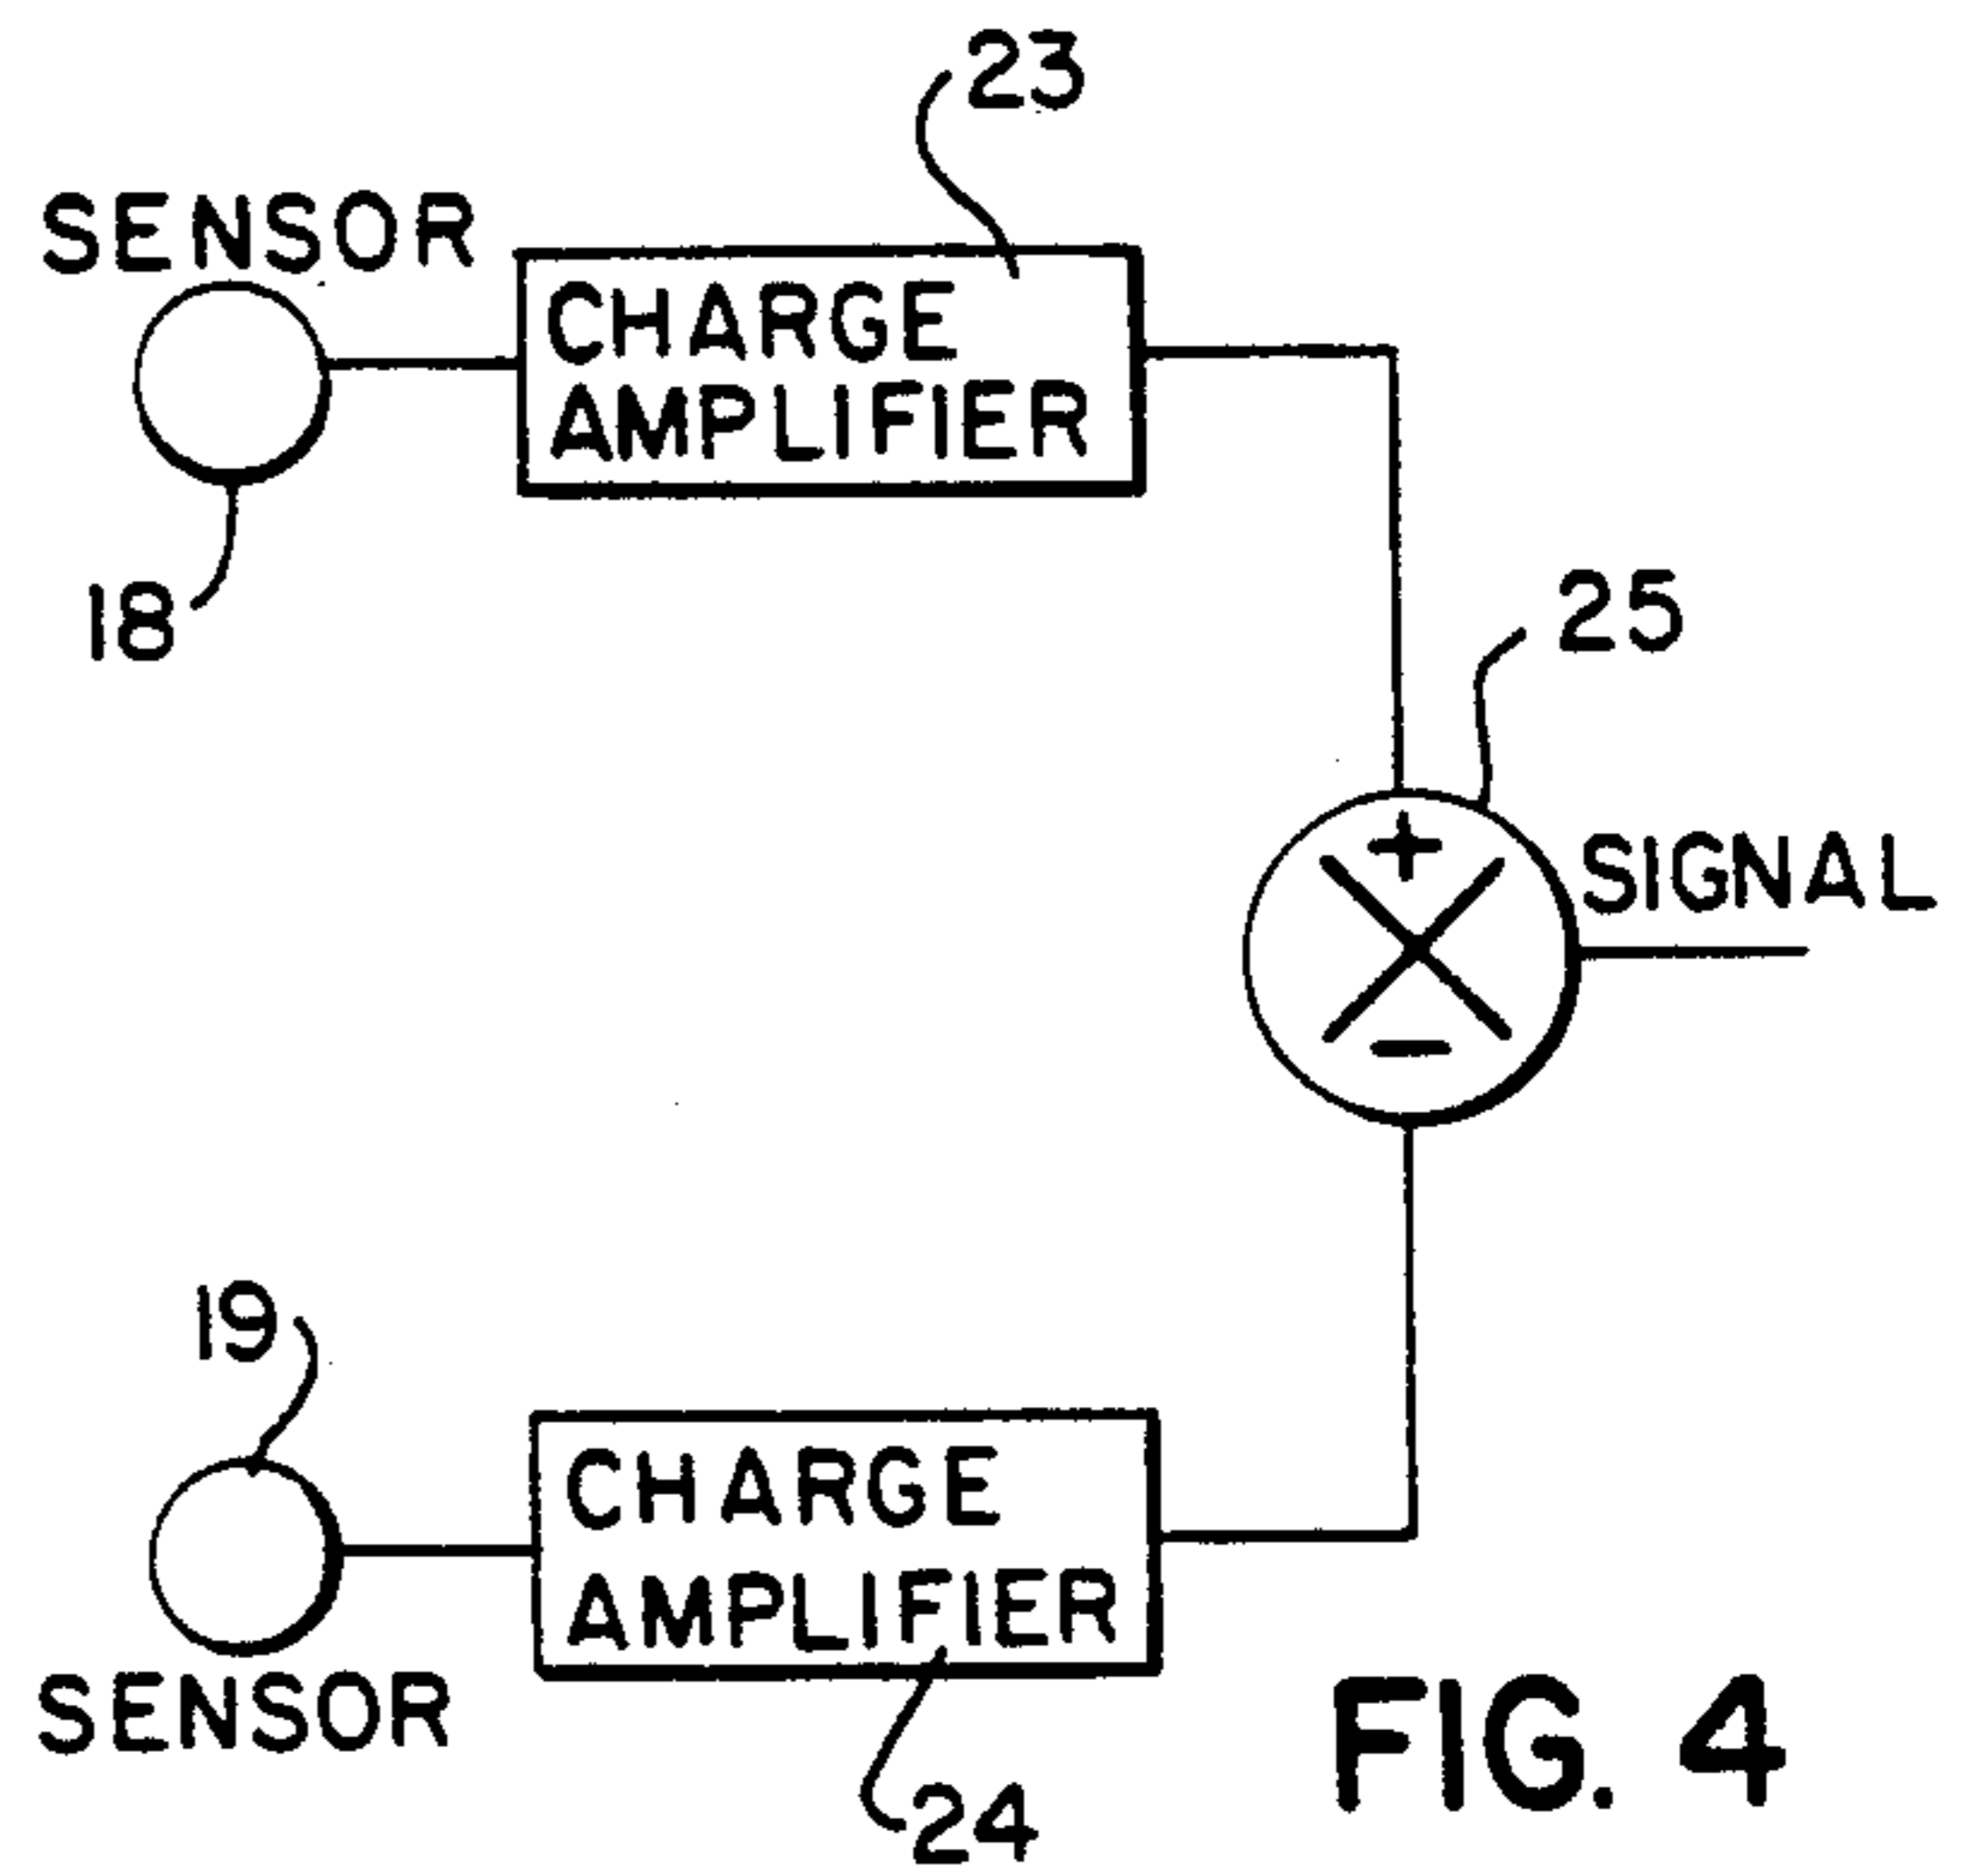 23
SENSOR
CHARGE
AMPLIFIER
18
25
+
SIGNAL
−
19
CHARGE
AMPLIFIER
SENSOR
24
FIG. 4